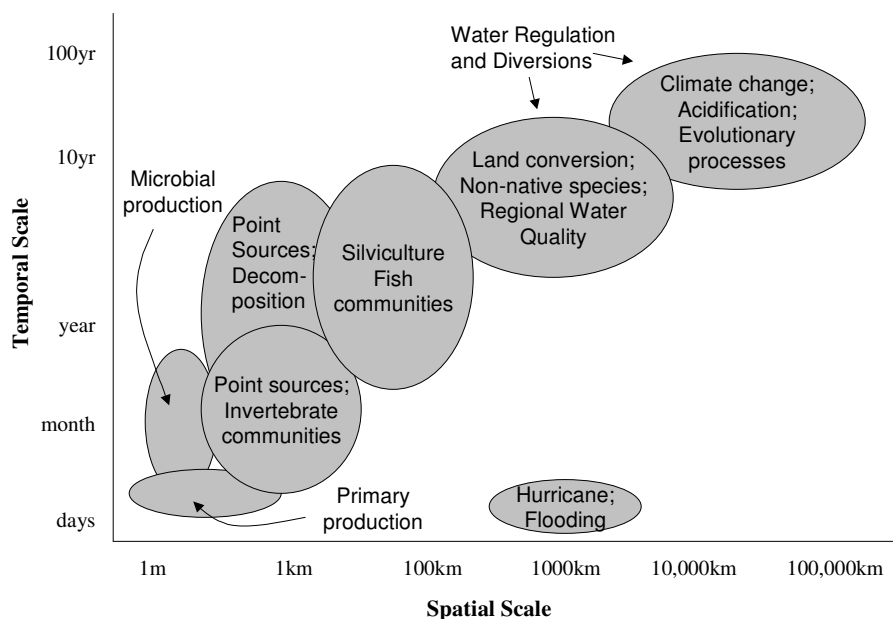 Water Regulation
and Diversions
100yr
Climate change;
Acidification;
Evolutionary
processes
10yr
Land conversion;
Non-native species;
Regional Water
Quality
Microbial
production
Point
Sources;
Decom-
position
Silviculture
Fish
communities
Temporal Scale
year
Point sources;
Invertebrate
communities
month
Primary
production
Hurricane;
Flooding
days
1m
1km
100km
1000km
10,000km
100,000km
Spatial Scale